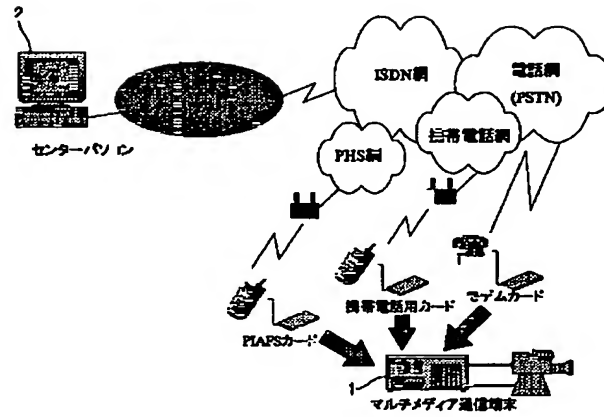 2
ISDN網
電話網
(PSTN)
携帯電話網
PHS網
センターパソコン
携帯電話用カード
モデムカード
PIAFSカード
1
マルチメディア通信端末